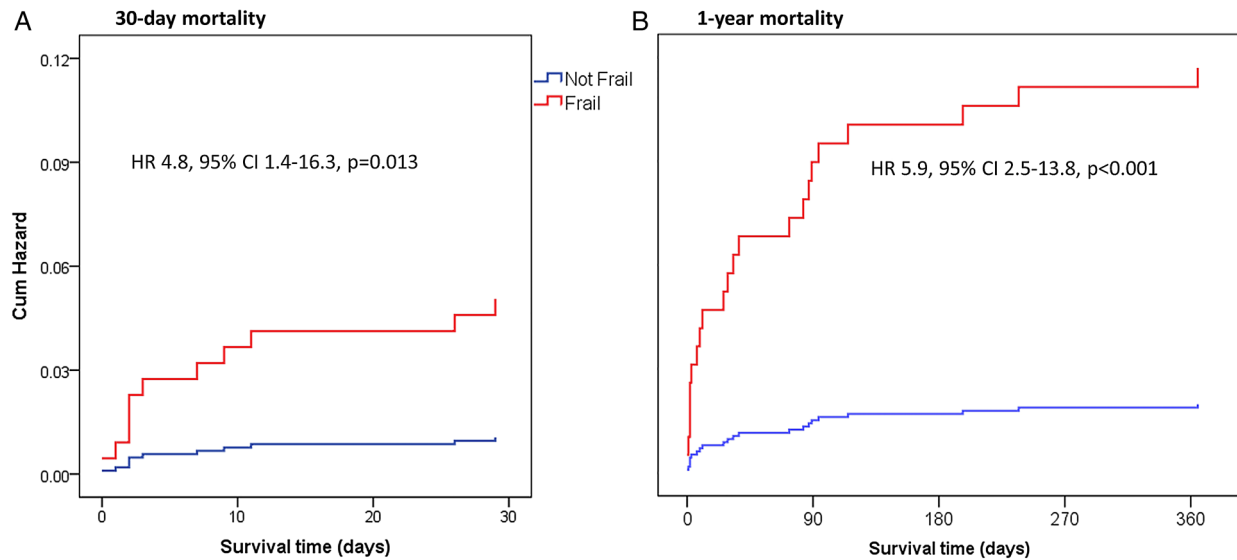 A
30-day mortality
B
1-year mortality
0.12
0.09
0.06
0.03
0.00
Cum Hazard
Not Frail
Frail
HR 4.8, 95% CI 1.4-16.3, p=0.013
0 10 20 30
Survival time (days)
HR 5.9, 95% CI 2.5-13.8, p<0.001
0 90 180 270 360
Survival time (days)